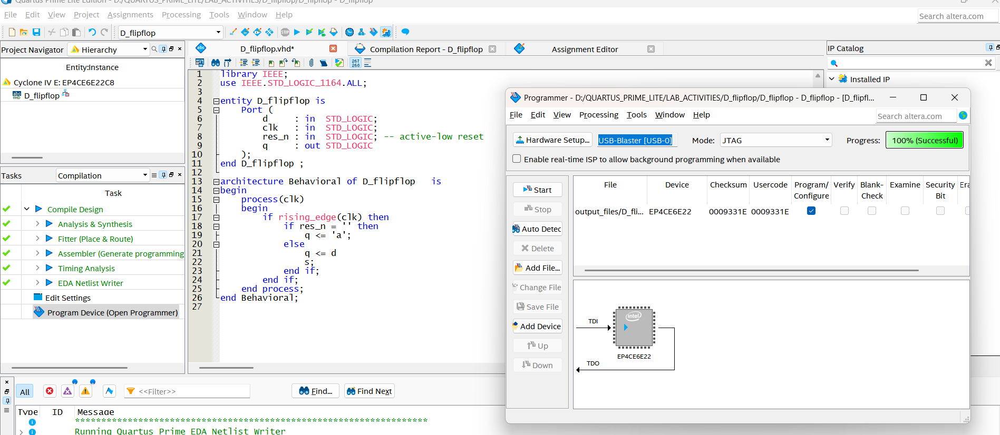 Quartus Prime Lite Edition - D:/QUARTUS_PRIME_LITE/LAB_ACTIVITIES/D_flipflop/D_flipflop - D_flipflop
File Edit View Project Assignments Processing Tools Window Help
Search altera.com
D_flipflop
Project Navigator Hierarchy
Entity:Instance
Cyclone IV E: EP4CE6E22C8
D_flipflop
Tasks Compilation
Task
Compile Design
Analysis & Synthesis
Fitter (Place & Route)
Assembler (Generate programming
Timing Analysis
EDA Netlist Writer
Edit Settings
Program Device (Open Programmer)
D_flipflop.vhd* Compilation Report - D_flipflop Assignment Editor
267
268
1 library IEEE;
2 use IEEE.STD_LOGIC_1164.ALL;
3
4 entity D_flipflop is
5 Port (
6 d : in STD_LOGIC;
7 clk : in STD_LOGIC;
8 res_n : in STD_LOGIC; -- active-low reset
9 q : out STD_LOGIC
10 );
11 end D_flipflop ;
12
13 architecture Behavioral of D_flipflop is
14 begin
15 process(clk)
16 begin
17 if rising_edge(clk) then
18 if res_n = '' then
19 q <= 'a';
20 else
21 q <= d
22 s;
23 end if;
24 end if;
25 end process;
26 end Behavioral;
27
IP Catalog
Installed IP
Programmer - D:/QUARTUS_PRIME_LITE/LAB_ACTIVITIES/D_flipflop/D_flipflop - D_flipflop - [D_flipfl...
File Edit View Processing Tools Window Help
Search altera.com
Hardware Setup... USB-Blaster [USB-0] Mode: JTAG Progress: 100% (Successful)
Enable real-time ISP to allow background programming when available
Start
Stop
Auto Detec
Delete
Add File...
Change File
Save File
Add Device
Up
Down
File Device Checksum Usercode Program/ Verify Blank- Examine Security Era
Configure Check Bit
output_files/D_fli... EP4CE6E22 0009331E 0009331E
intel
TDI
EP4CE6E22
TDO
All <<Filter>> Find... Find Next
Type ID Message
*******************************************************************
Running Quartus Prime EDA Netlist Writer